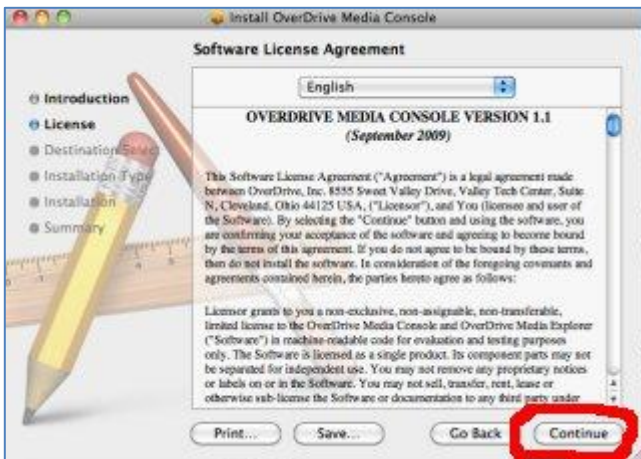 Install OverDrive Media Console
Software License Agreement
Introduction
License
Destination Select
Installation Type
Installation
Summary
English
OVERDRIVE MEDIA CONSOLE VERSION 1.1
(September 2009)
This Software License Agreement ("Agreement") is a legal agreement made
between OverDrive, Inc. 8555 Sweet Valley Drive, Valley Tech Center, Suite
N, Cleveland, Ohio 44125 USA, ("Licensor"), and You (licensee and user of
the Software). By selecting the "Continue" button and using the software, you
are confirming your acceptance of the software and agreeing to become bound
by the terms of this agreement. If you do not agree to be bound by these terms,
then do not install the software. In consideration of the foregoing covenants and
agreements contained herein, the parties hereto agree as follows:
Licensor grants to you a non-exclusive, non-assignable, non-transferable,
limited license to the OverDrive Media Console and OverDrive Media Explorer
("Software") in machine-readable code for evaluation and testing purposes
only. The Software is licensed as a single product. Its component parts may not
be separated for independent use. You may not remove any proprietary notices
or labels on or in the Software. You may not sell, transfer, rent, lease or
otherwise sub-license the Software or documentation to any third party under
Print...
Save...
Go Back
Continue